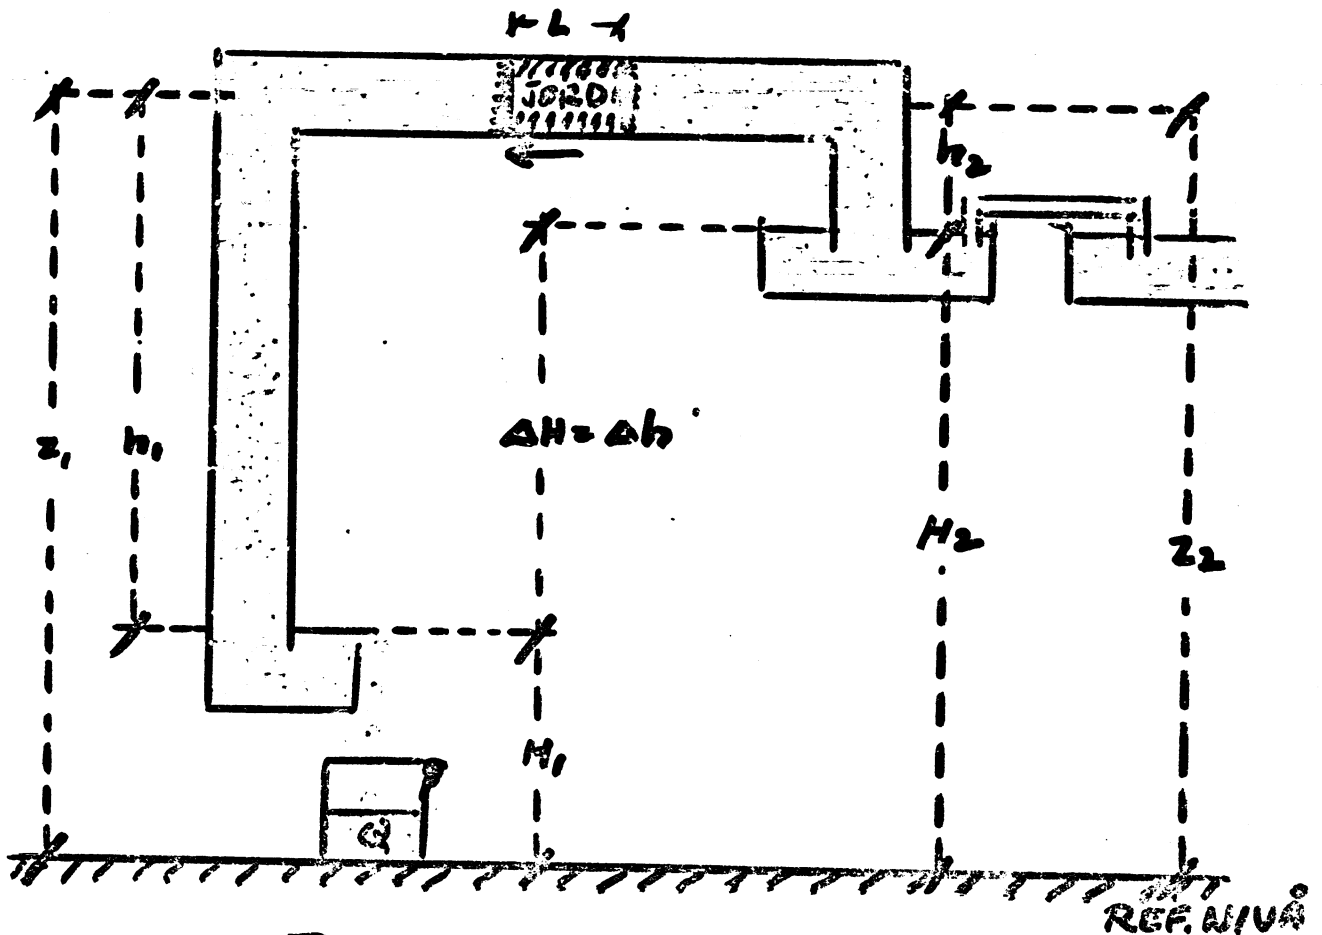 L
JORD
h₂
ΔH = Δh
z₁
h₁
H₂
z₂
H₁
Q
REF. NIVÅ